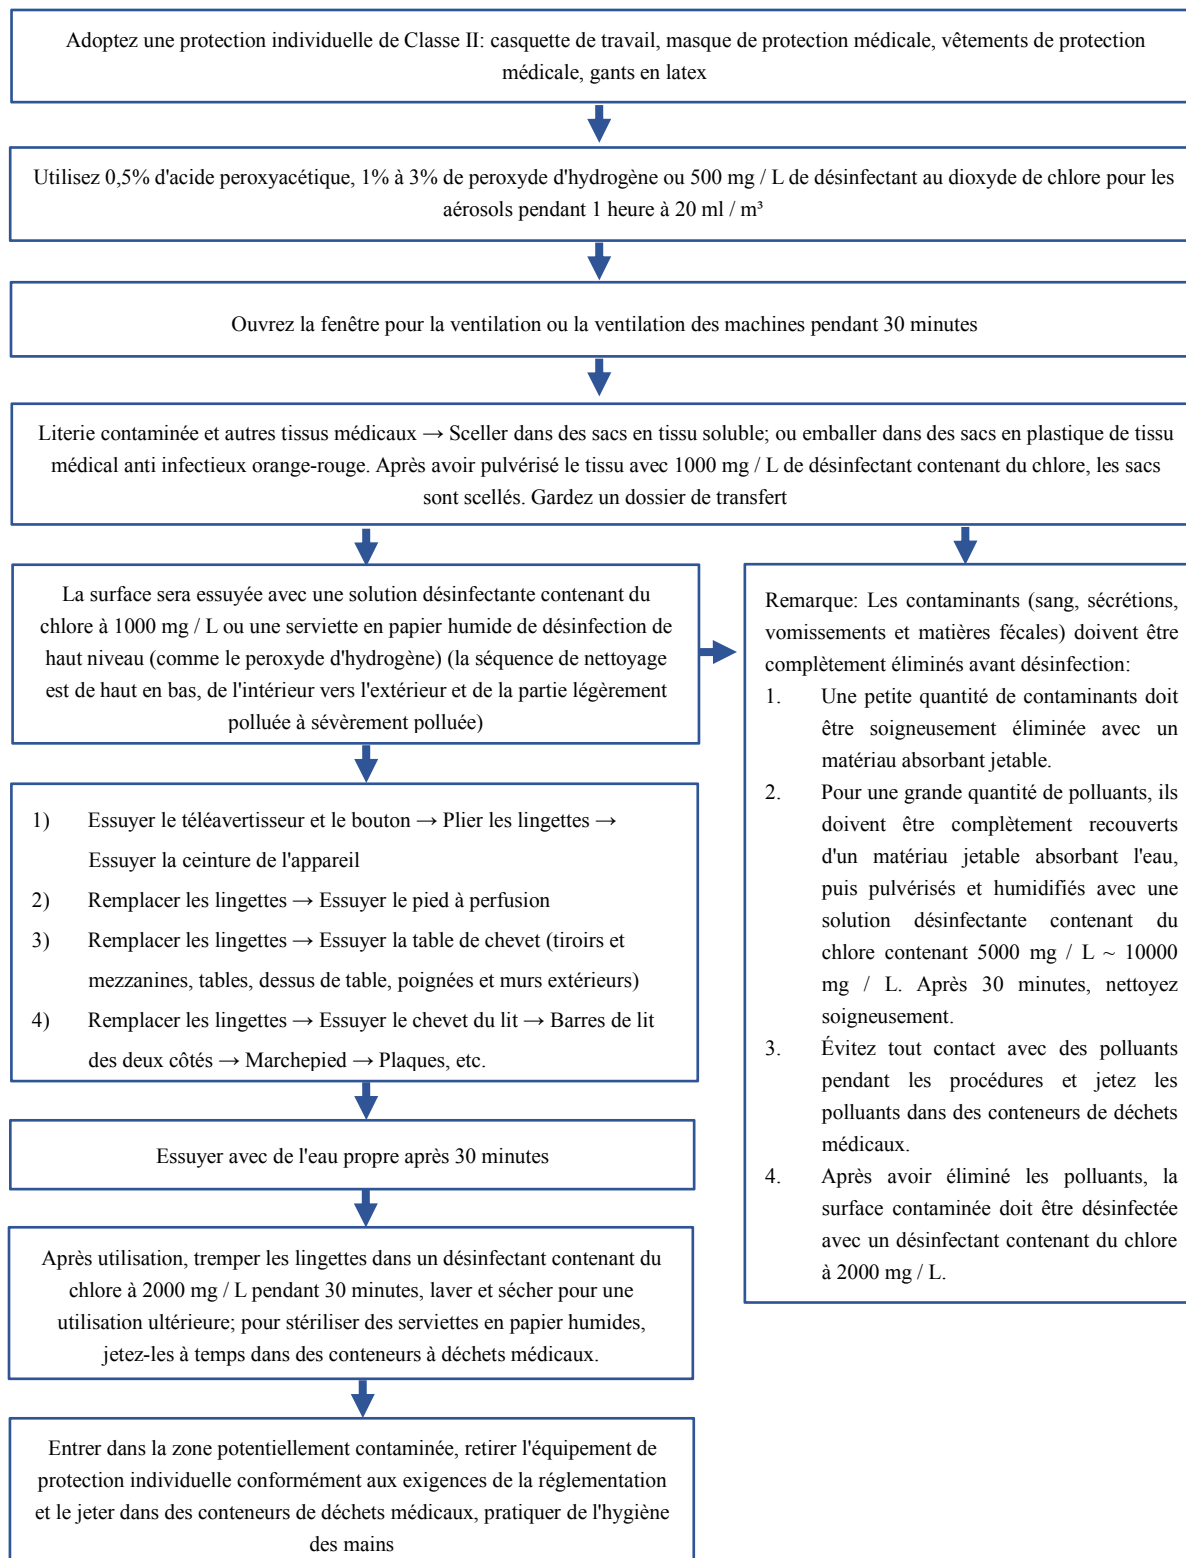 Adoptez une protection individuelle de Classe II: casquette de travail, masque de protection médicale, vêtements de protection
médicale, gants en latex
Utilisez 0,5% d'acide peroxyacétique, 1% à 3% de peroxyde d'hydrogène ou 500 mg / L de désinfectant au dioxyde de chlore pour les
aérosols pendant 1 heure à 20 ml / m³
Ouvrez la fenêtre pour la ventilation ou la ventilation des machines pendant 30 minutes
Literie contaminée et autres tissus médicaux → Sceller dans des sacs en tissu soluble; ou emballer dans des sacs en plastique de tissu
médical anti infectieux orange-rouge. Après avoir pulvérisé le tissu avec 1000 mg / L de désinfectant contenant du chlore, les sacs
sont scellés. Gardez un dossier de transfert
La surface sera essuyée avec une solution désinfectante contenant du
chlore à 1000 mg / L ou une serviette en papier humide de désinfection de
haut niveau (comme le peroxyde d'hydrogène) (la séquence de nettoyage
est de haut en bas, de l'intérieur vers l'extérieur et de la partie légèrement
polluée à sévèrement polluée)
1) Essuyer le téléavertisseur et le bouton → Plier les lingettes →
Essuyer la ceinture de l'appareil
2) Remplacer les lingettes → Essuyer le pied à perfusion
3) Remplacer les lingettes → Essuyer la table de chevet (tiroirs et
mezzanines, tables, dessus de table, poignées et murs extérieurs)
4) Remplacer les lingettes → Essuyer le chevet du lit → Barres de lit
des deux côtés → Marchepied → Plaques, etc.
Essuyer avec de l'eau propre après 30 minutes
Après utilisation, tremper les lingettes dans un désinfectant contenant du
chlore à 2000 mg / L pendant 30 minutes, laver et sécher pour une
utilisation ultérieure; pour stériliser des serviettes en papier humides,
jetez-les à temps dans des conteneurs à déchets médicaux.
Entrer dans la zone potentiellement contaminée, retirer l'équipement de
protection individuelle conformément aux exigences de la réglementation
et le jeter dans des conteneurs de déchets médicaux, pratiquer de l'hygiène
des mains
Remarque: Les contaminants (sang, sécrétions,
vomissements et matières fécales) doivent être
complètement éliminés avant désinfection:
1. Une petite quantité de contaminants doit
être soigneusement éliminée avec un
matériau absorbant jetable.
2. Pour une grande quantité de polluants, ils
doivent être complètement recouverts
d'un matériau jetable absorbant l'eau,
puis pulvérisés et humidifiés avec une
solution désinfectante contenant du
chlore contenant 5000 mg / L ~ 10000
mg / L. Après 30 minutes, nettoyez
soigneusement.
3. Évitez tout contact avec des polluants
pendant les procédures et jetez les
polluants dans des conteneurs de déchets
médicaux.
4. Après avoir éliminé les polluants, la
surface contaminée doit être désinfectée
avec un désinfectant contenant du chlore
à 2000 mg / L.